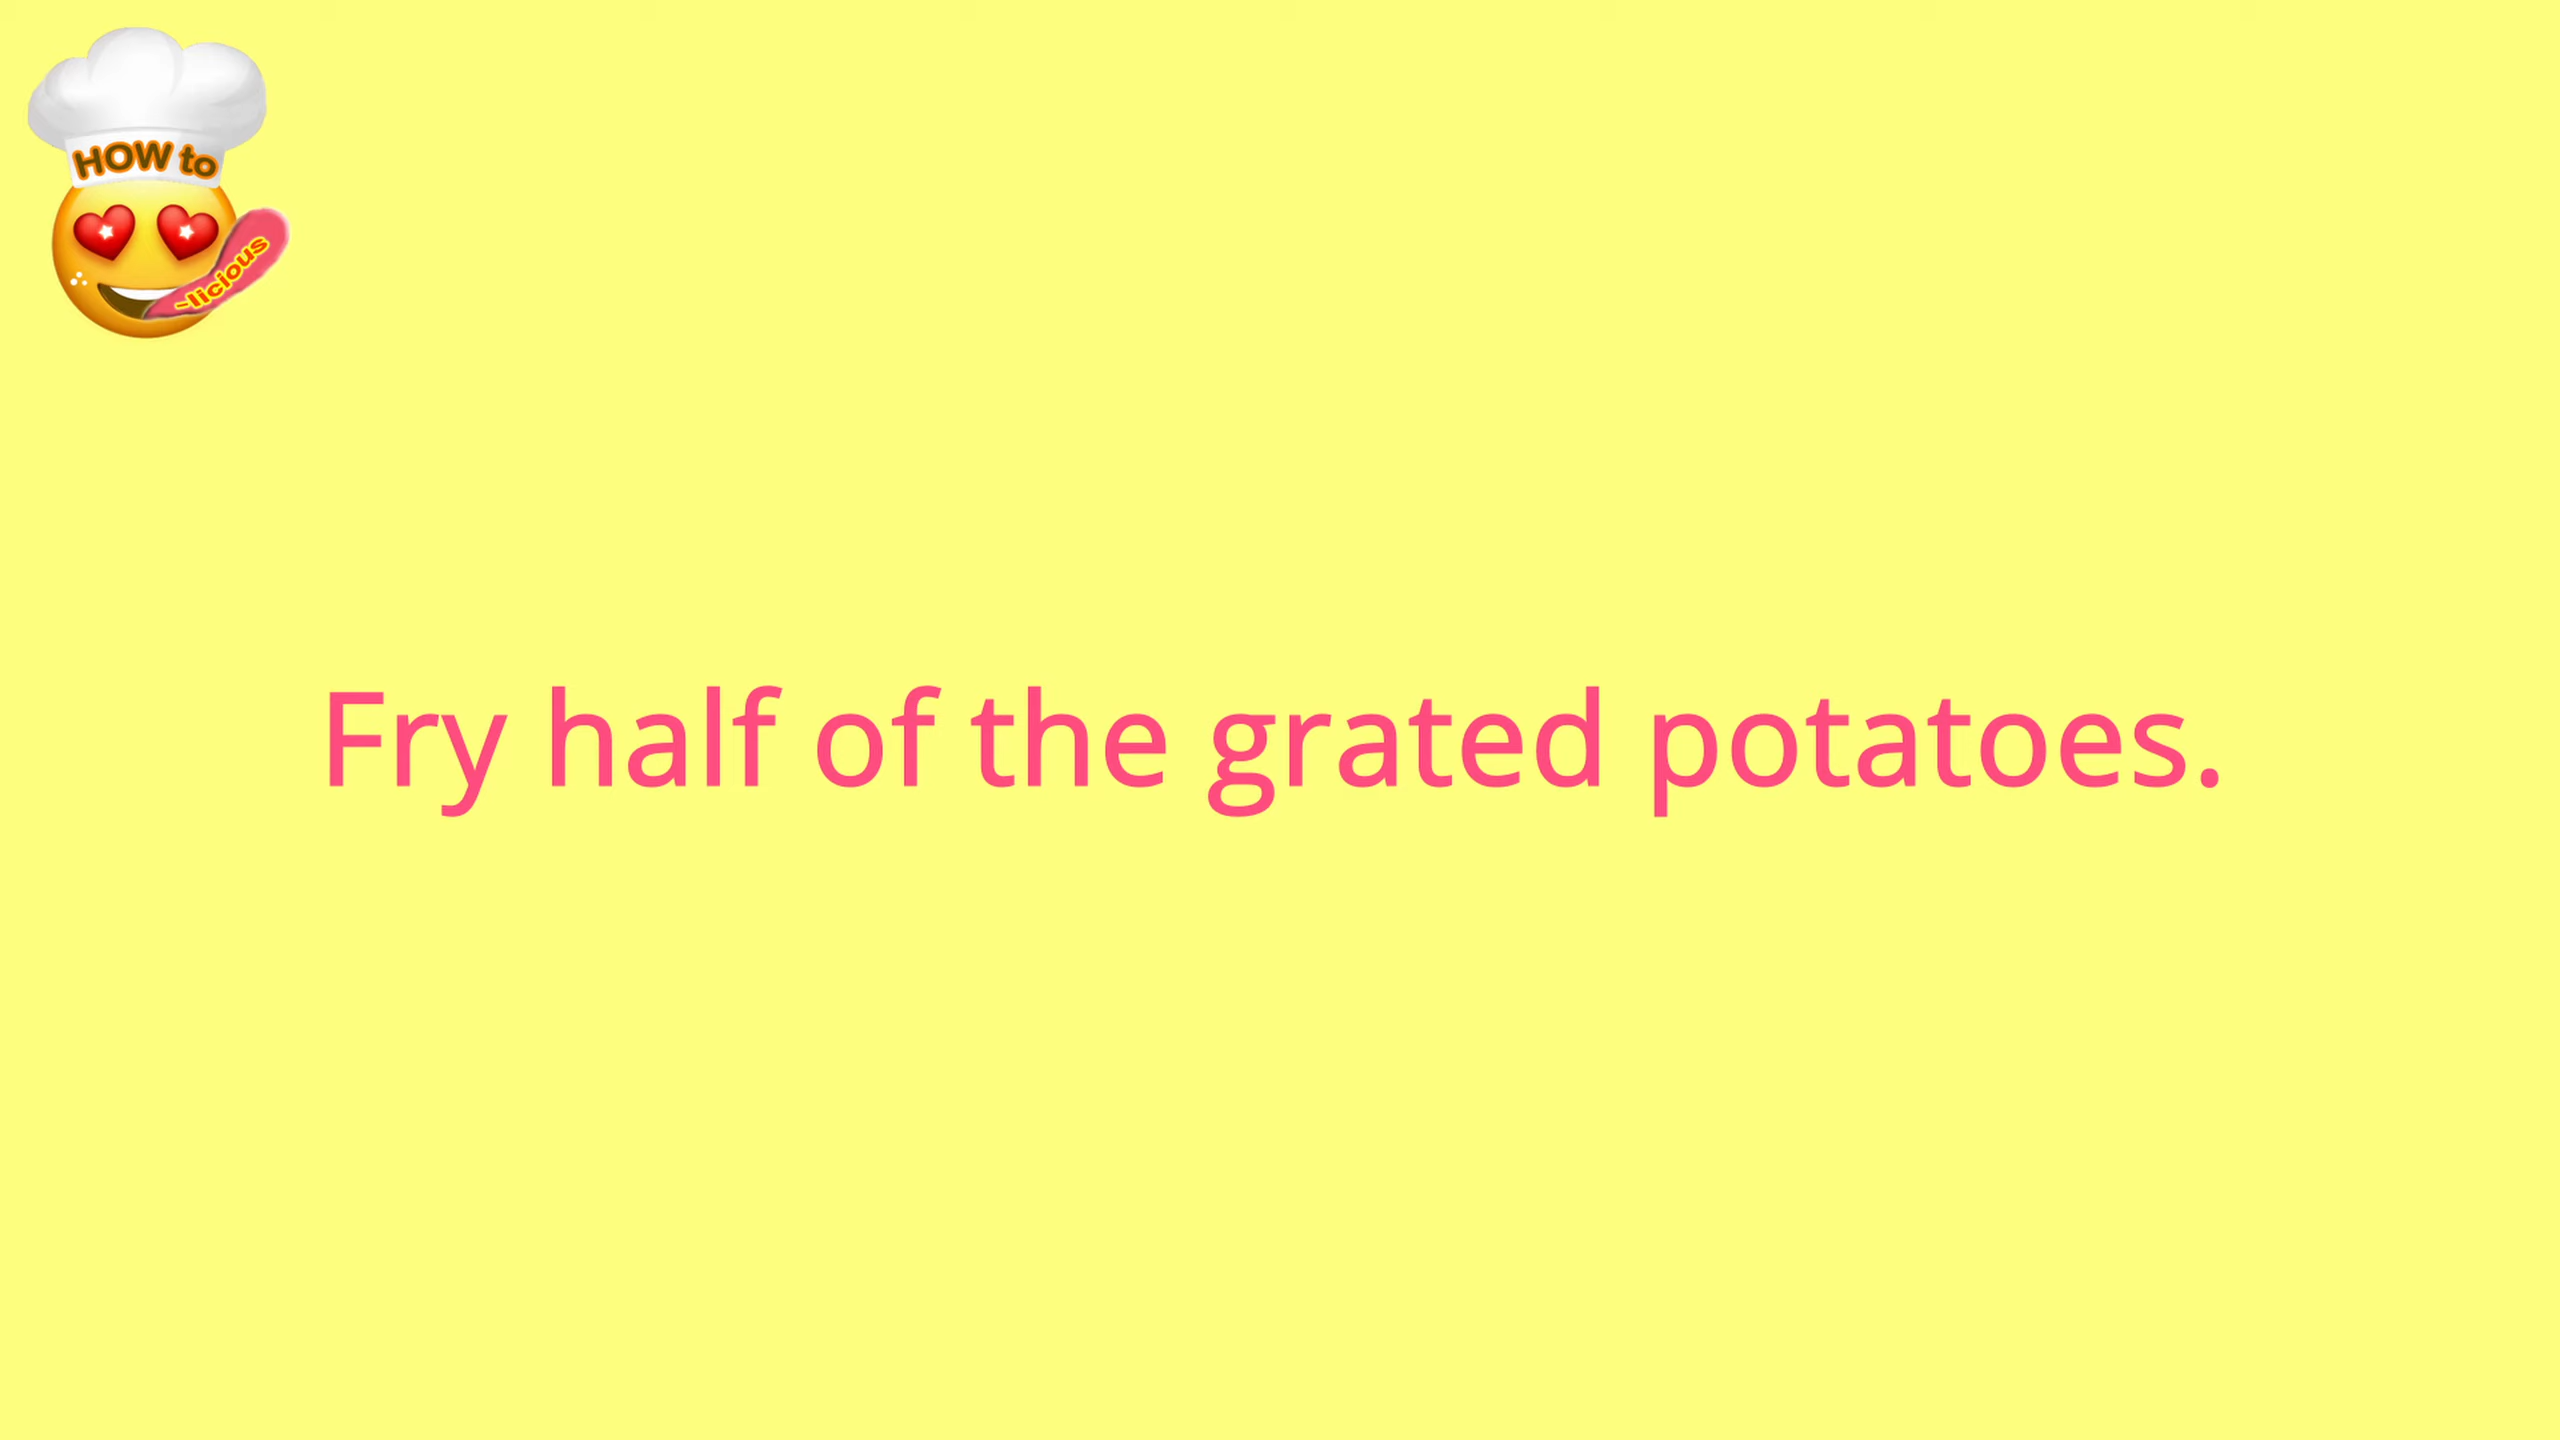 HOW to
~licious
Fry half of the grated potatoes.